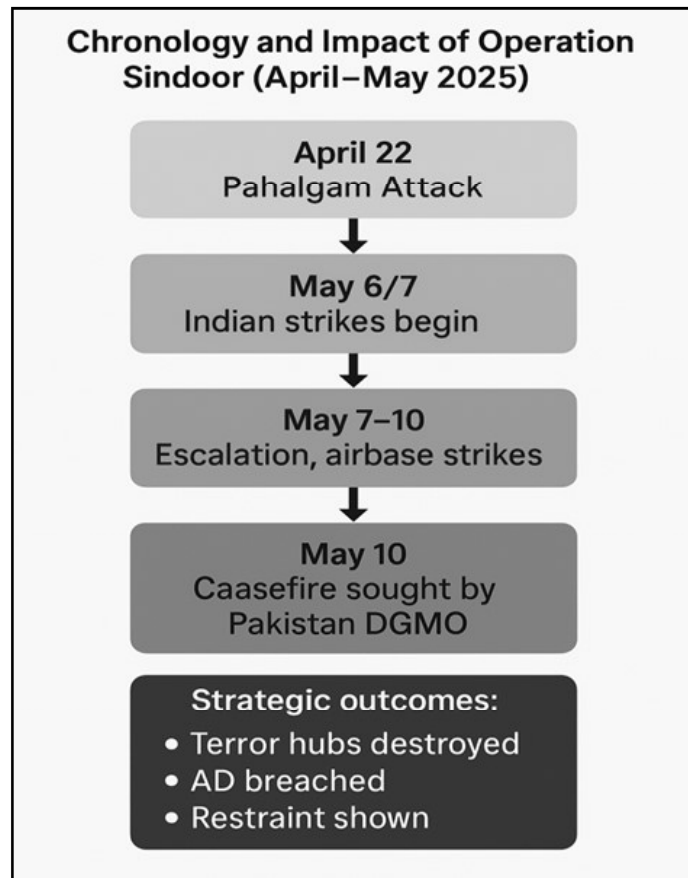 Chronology and Impact of Operation
Sindoor (April–May 2025)
April 22
Pahalgam Attack
May 6/7
Indian strikes begin
May 7–10
Escalation, airbase strikes
May 10
Caasefire sought by
Pakistan DGMO
Strategic outcomes:
• Terror hubs destroyed
• AD breached
• Restraint shown